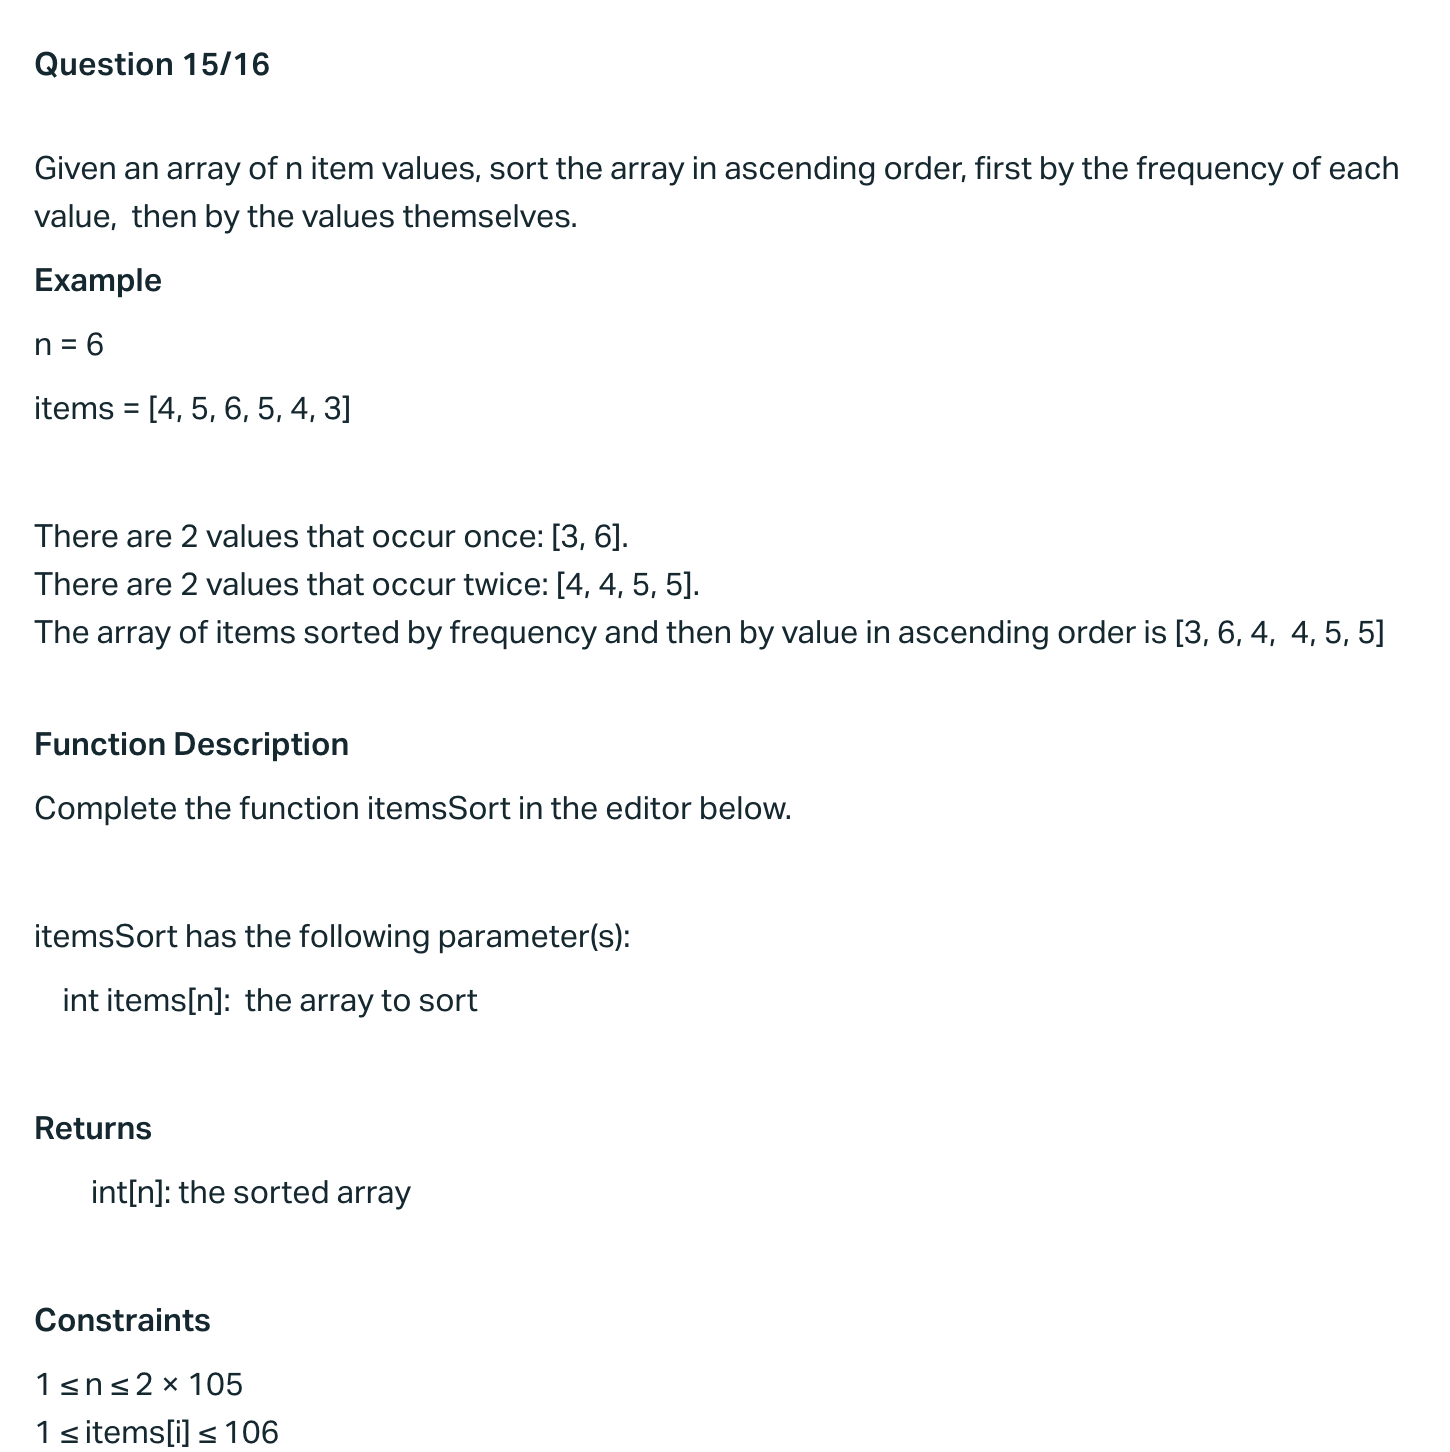 Question 15/16
Given an array of n item values, sort the array in ascending order, first by the frequency of each
value,  then by the values themselves.
Example
n = 6
items = [4, 5, 6, 5, 4, 3]
There are 2 values that occur once: [3, 6].
There are 2 values that occur twice: [4, 4, 5, 5].
The array of items sorted by frequency and then by value in ascending order is [3, 6, 4,  4, 5, 5]
Function Description
Complete the function itemsSort in the editor below.
itemsSort has the following parameter(s):
int items[n]:  the array to sort
Returns
int[n]: the sorted array
Constraints
1 ≤ n ≤ 2 × 105
1 ≤ items[i] ≤ 106